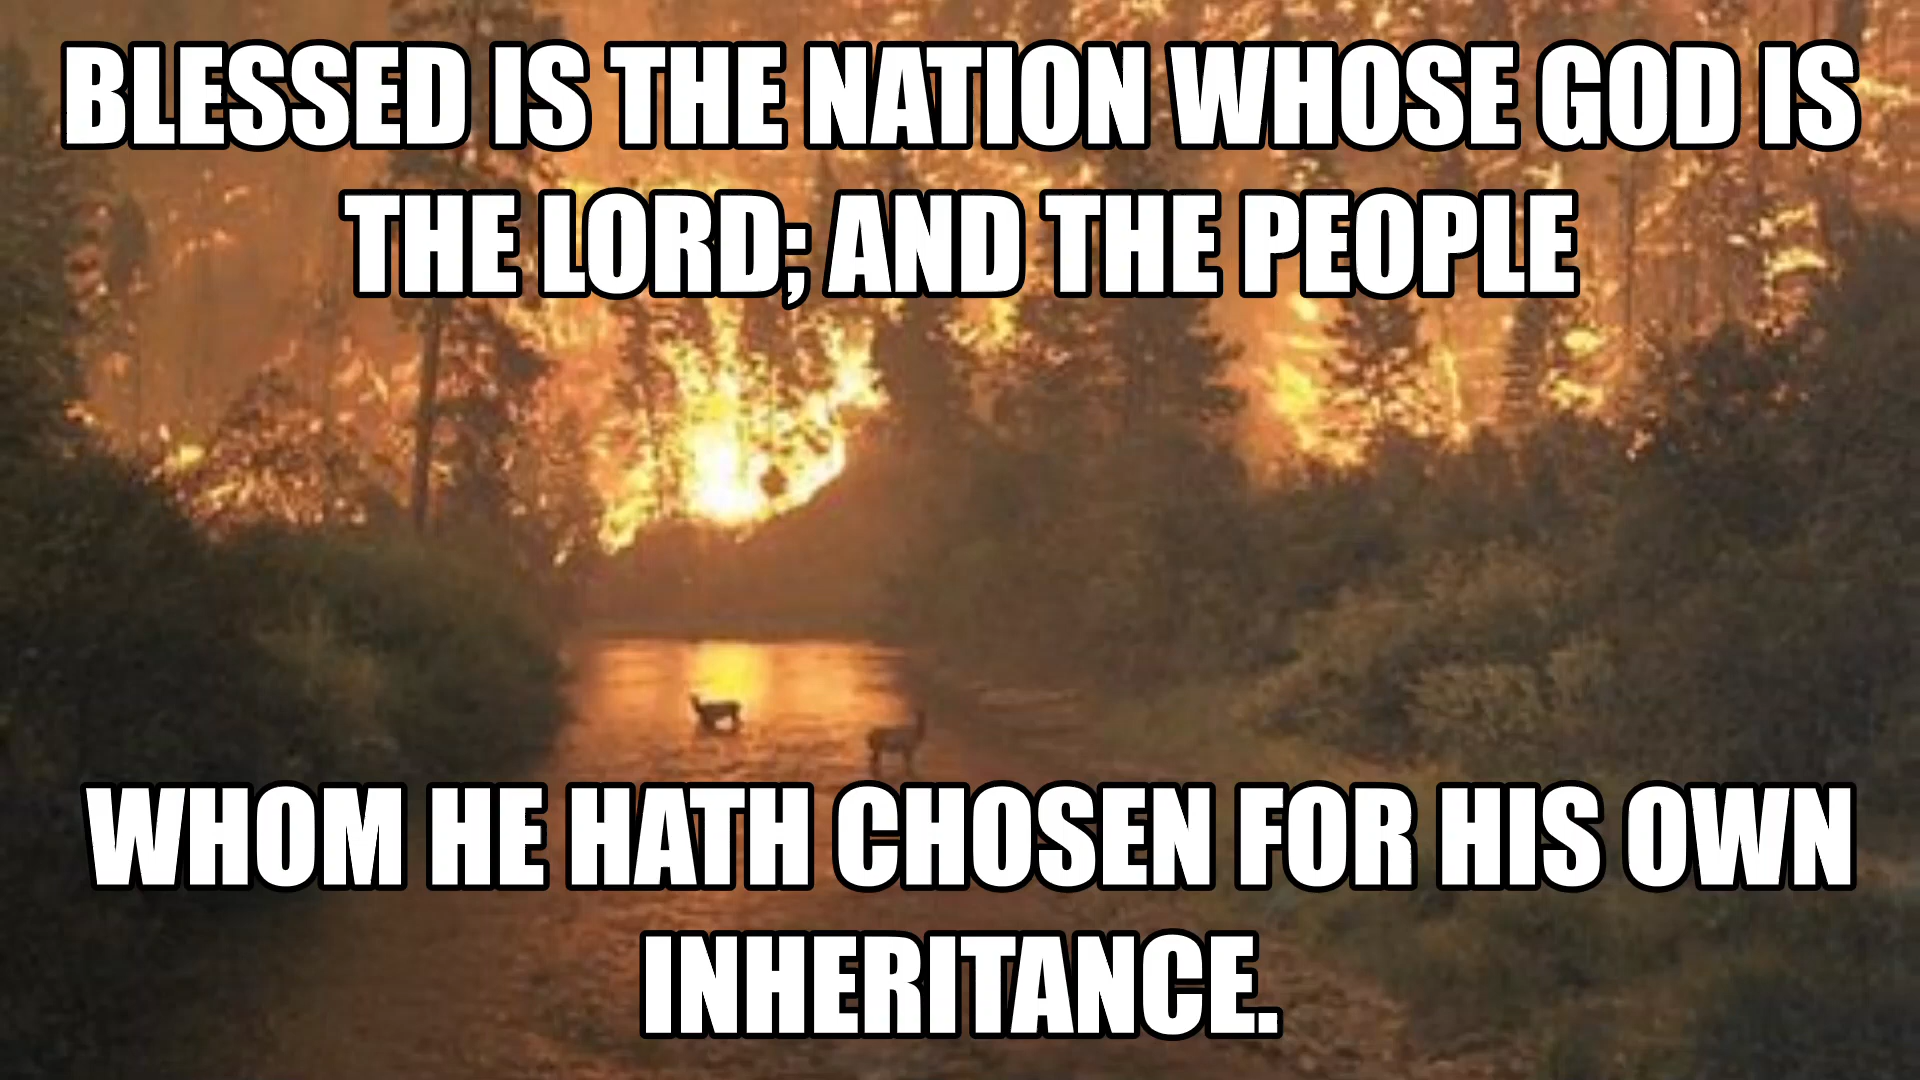 BLESSED IS THE NATION WHOSE GOD IS
THE LORD; AND THE PEOPLE
WHOM HE HATH CHOSEN FOR HIS OWN
INHERITANCE.